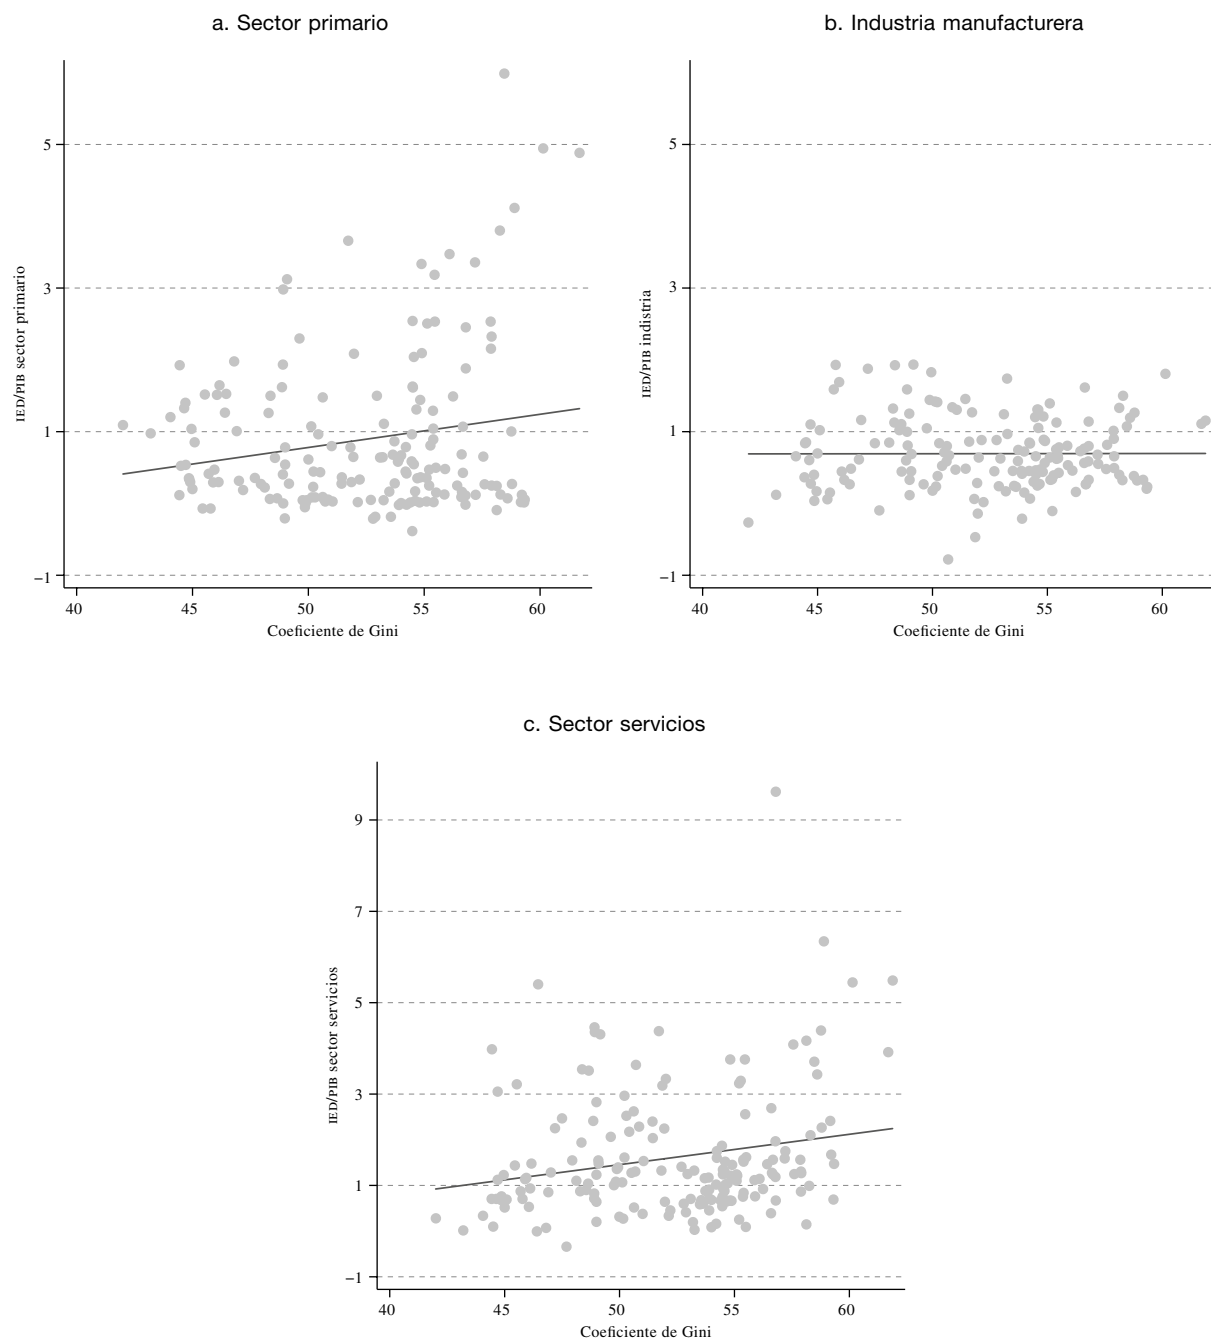 a. Sector primario
IED/PIB sector primario
5
3
1
−1
40 45 50 55 60
Coeficiente de Gini
b. Industria manufacturera
IED/PIB indistria
5
3
1
−1
40 45 50 55 60
Coeficiente de Gini
c. Sector servicios
IED/PIB sector servicios
9
7
5
3
1
−1
40 45 50 55 60
Coeficiente de Gini